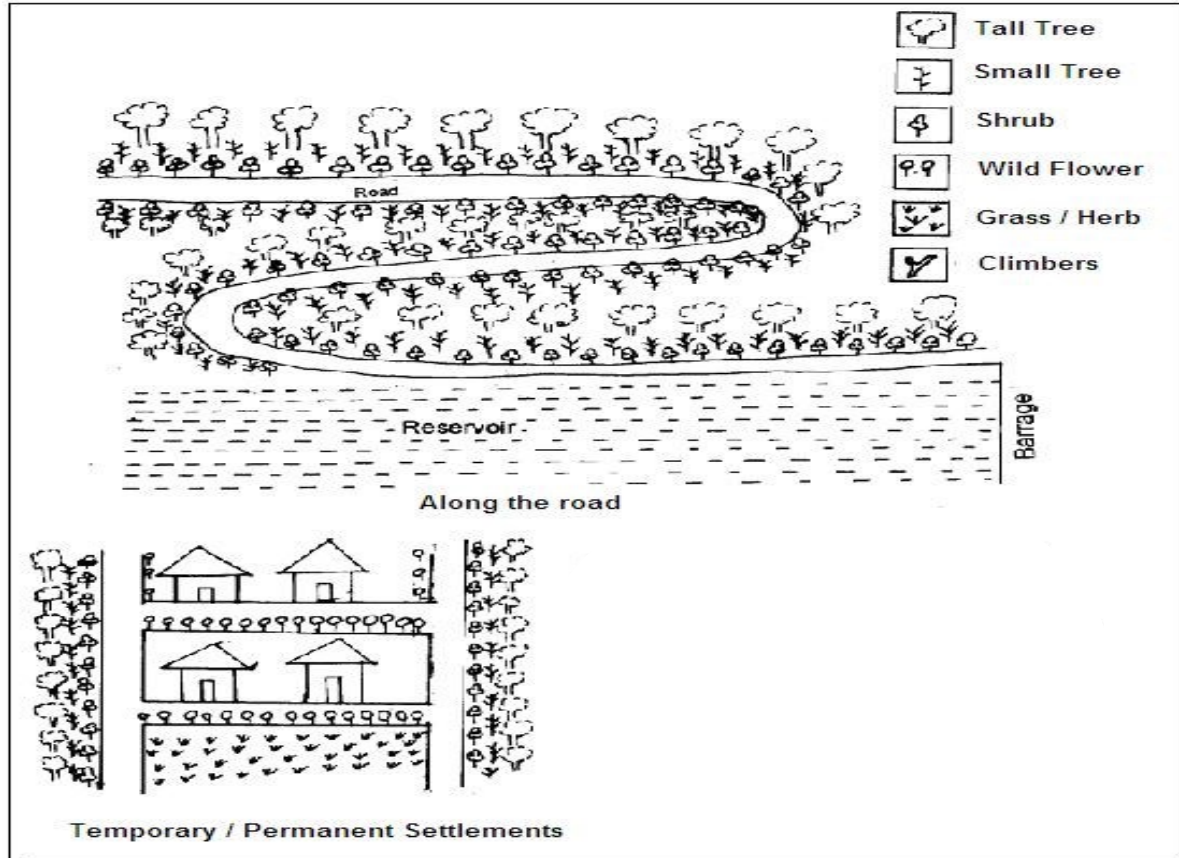 Tall Tree
Small Tree
Shrub
Wild Flower
Grass / Herb
Climbers
Road
Reservoir
Barrage
Along the road
Temporary / Permanent Settlements